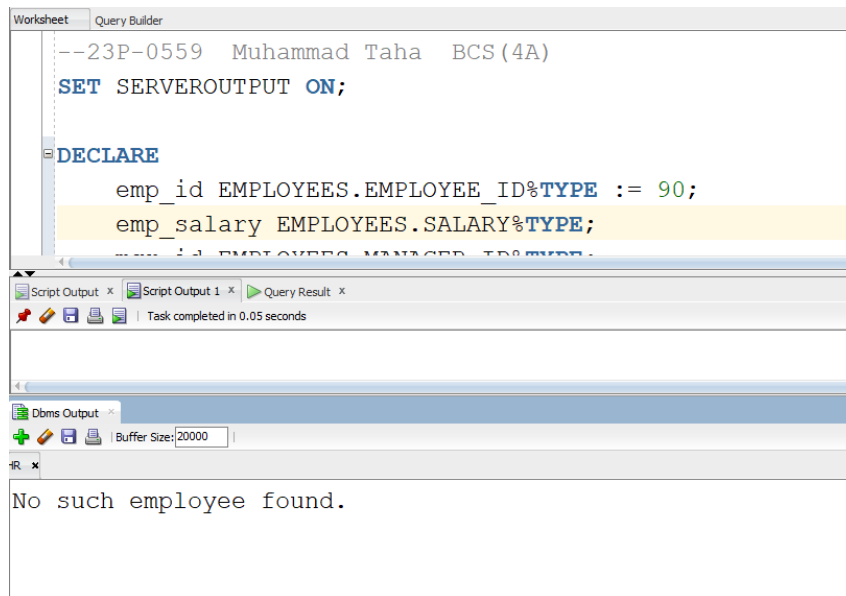 Worksheet Query Builder
--23P-0559 Muhammad Taha BCS(4A)
SET SERVEROUTPUT ON;
DECLARE
emp_id EMPLOYEES.EMPLOYEE_ID%TYPE := 90;
emp_salary EMPLOYEES.SALARY%TYPE;
Script Output x Script Output 1 x Query Result x
Task completed in 0.05 seconds
Dbms Output x
Buffer Size: 20000
HR x
No such employee found.